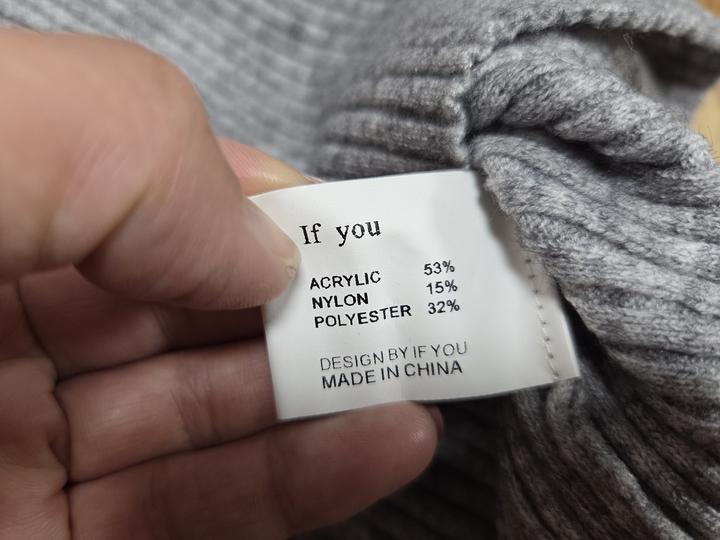 If you
ACRYLIC 53%
NYLON 15%
POLYESTER 32%
DESIGN BY IF YOU
MADE IN CHINA